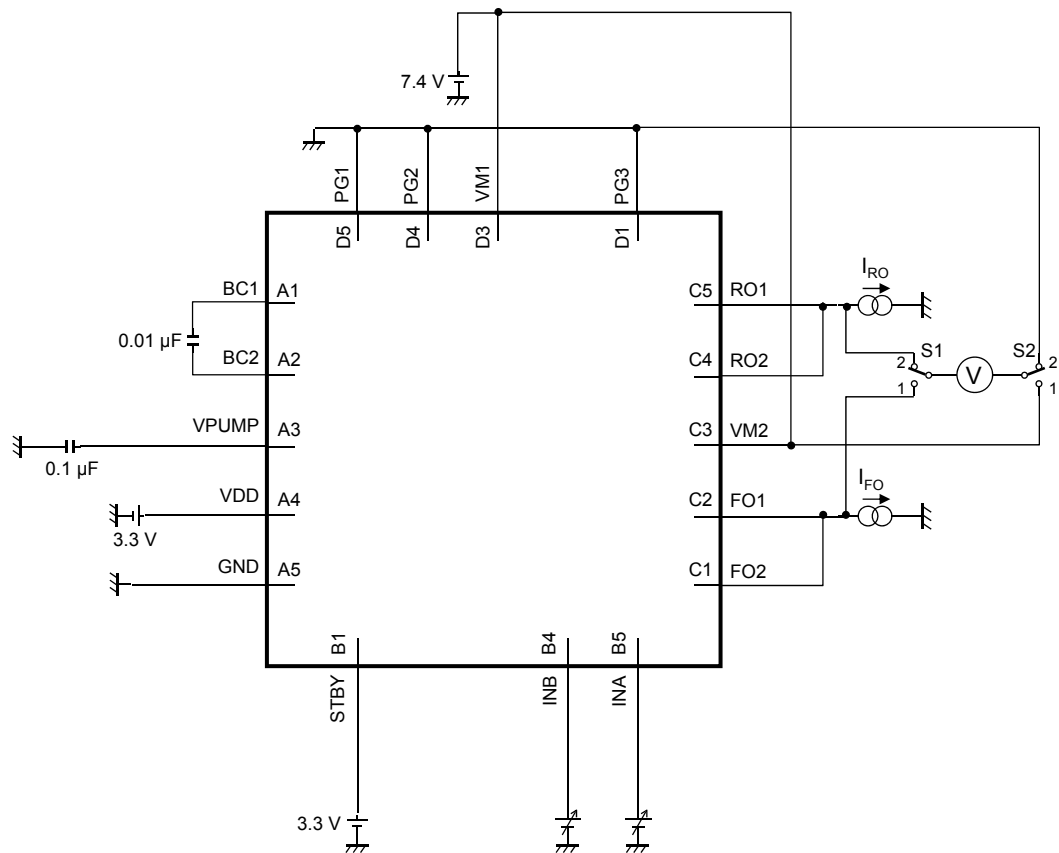 7.4 V
PG1
PG2
VM1
PG3
D5
D4
D3
D1
BC1
A1
0.01 µF
BC2
A2
VPUMP
A3
0.1 µF
VDD
A4
3.3 V
GND
A5
C5
RO1
IRO
C4
RO2
S1
2
1
V
S2
2
1
C3
VM2
C2
FO1
IFO
C1
FO2
B1
B4
B5
STBY
INB
INA
3.3 V